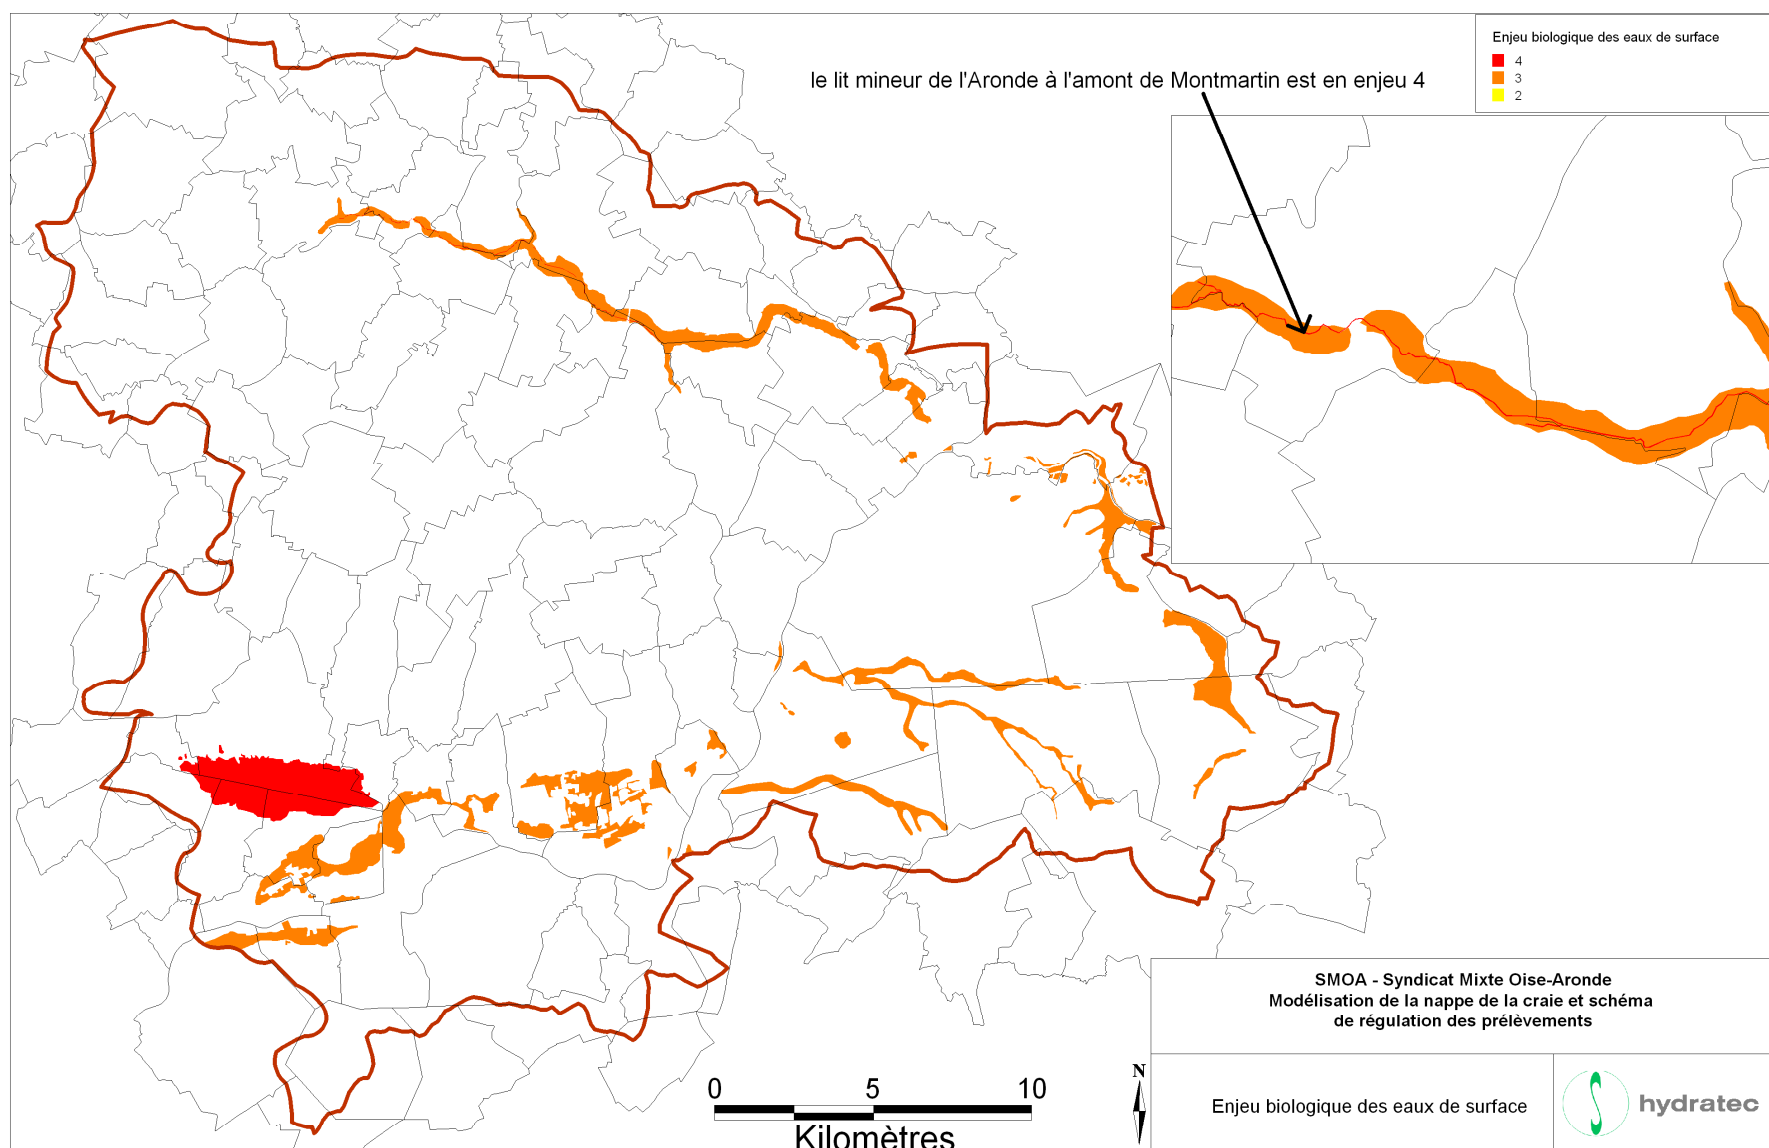 Enjeu biologique des eaux de surface
4
3
2
le lit mineur de l'Aronde à l'amont de Montmartin est en enjeu 4
SMOA - Syndicat Mixte Oise-Aronde
Modélisation de la nappe de la craie et schéma
de régulation des prélèvements
N
0 5 10
Kilomètres
Enjeu biologique des eaux de surface
hydratec